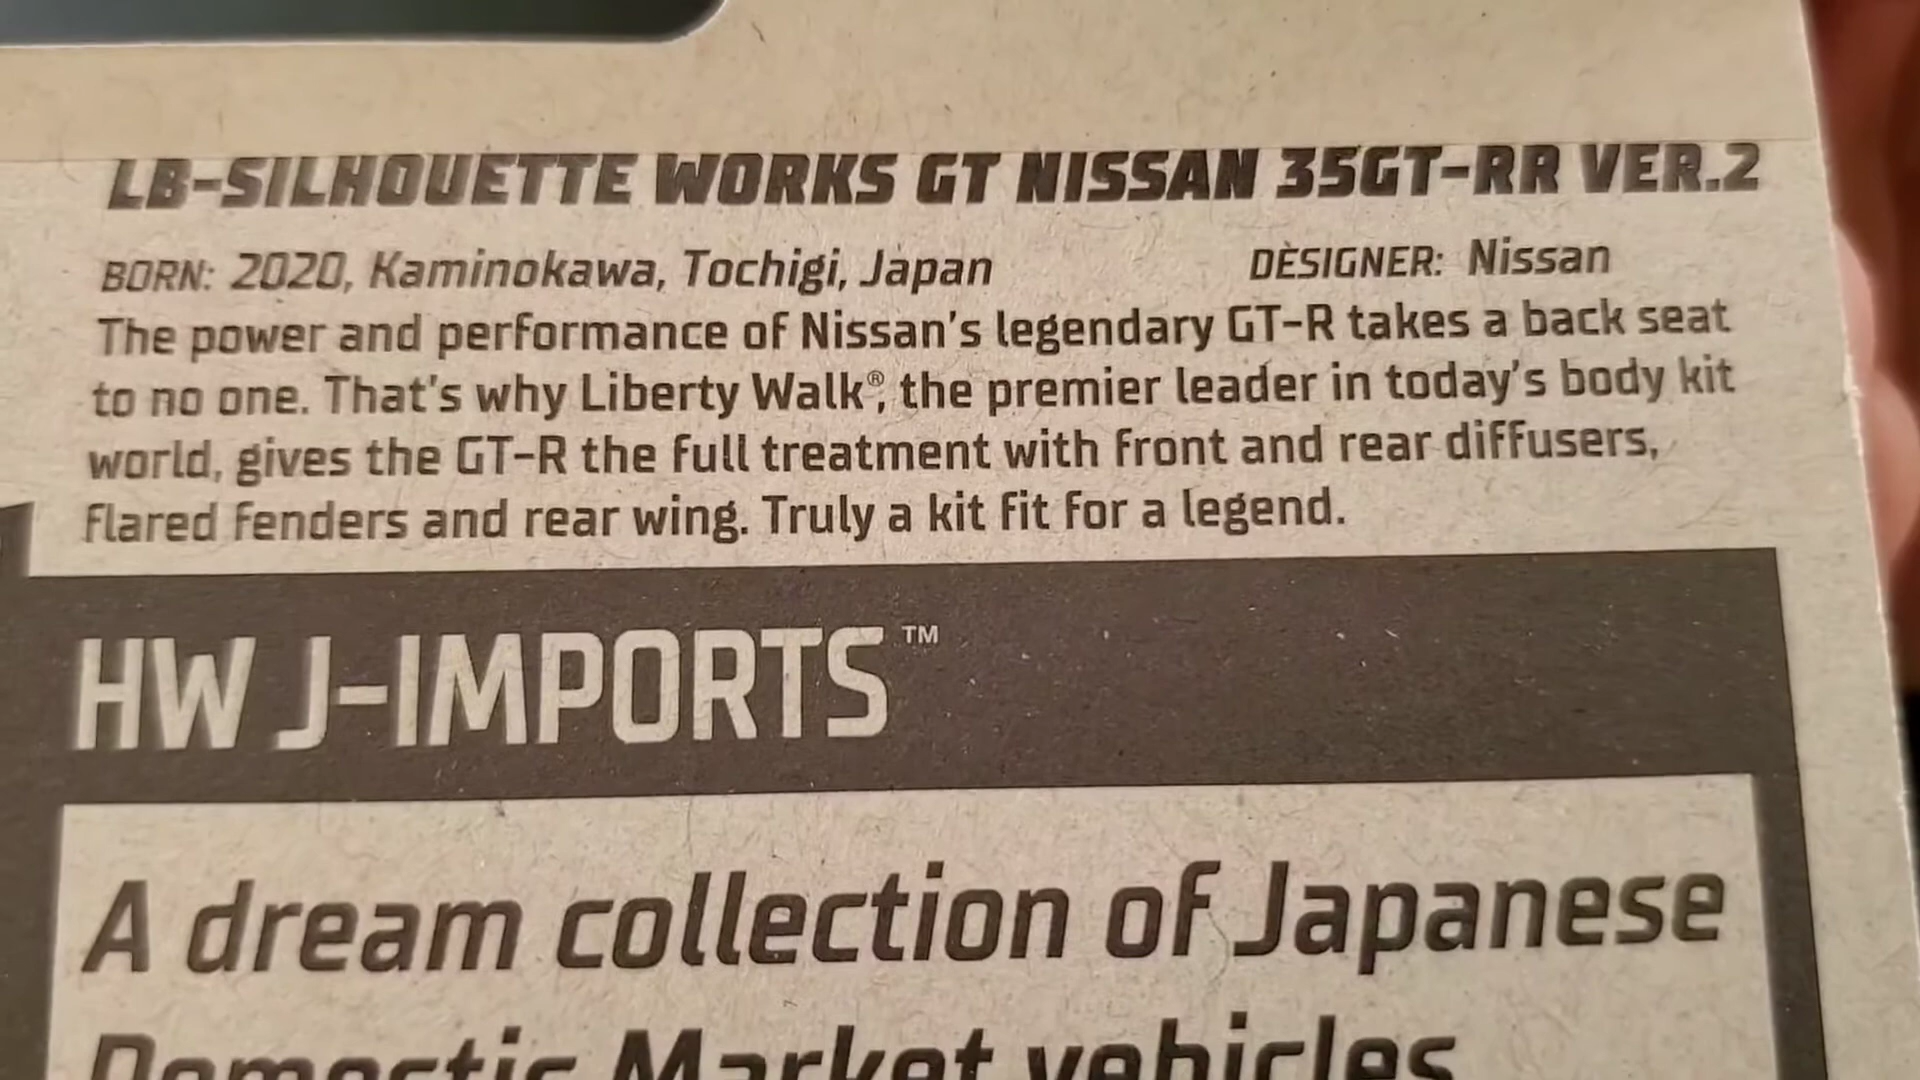 LB-SILHOUETTE WORKS GT NISSAN 35GT-RR VER.2
BORN: 2020, Kaminokawa, Tochigi, Japan DESIGNER: Nissan
The power and performance of Nissan's legendary GT-R takes a back seat
to no one. That's why Liberty Walk®, the premier leader in today's body kit
world, gives the GT-R the full treatment with front and rear diffusers,
flared fenders and rear wing. Truly a kit fit for a legend.
HW J-IMPORTS™
A dream collection of Japanese
Domestic Market vehicles